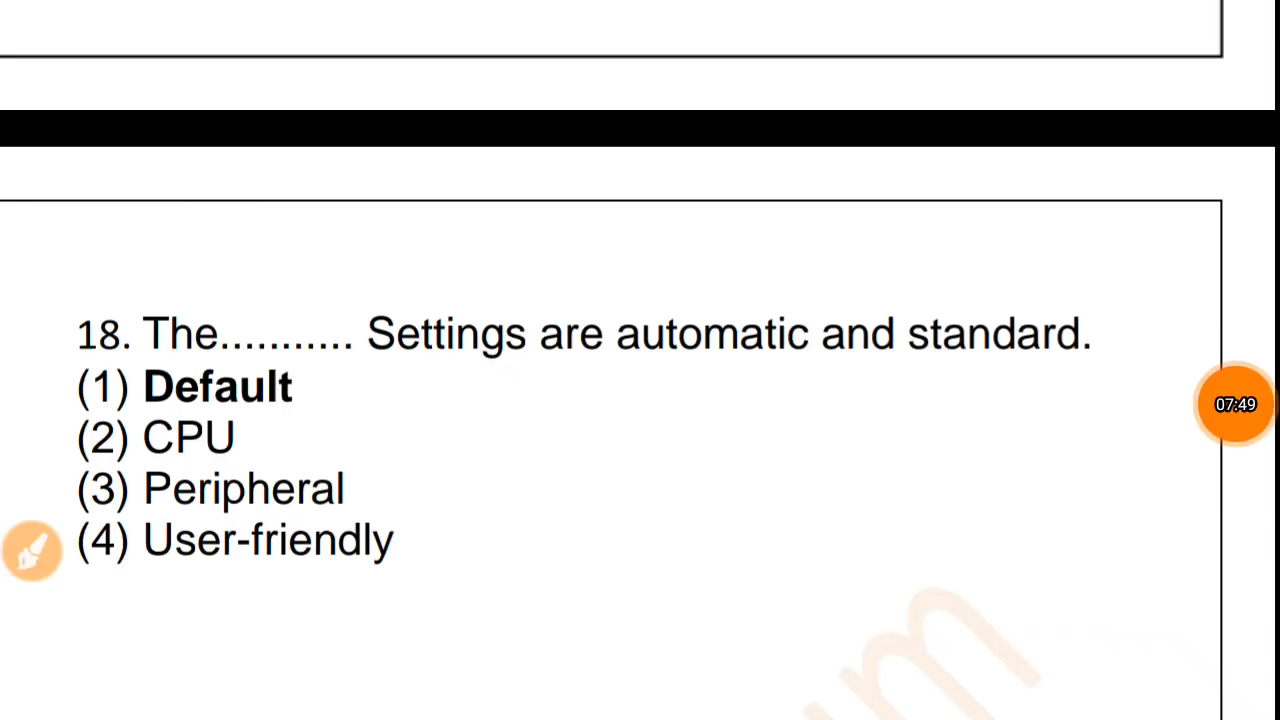 18. The........... Settings are automatic and standard.
(1) Default
(2) CPU
07:49
(3) Peripheral
(4) User-friendly